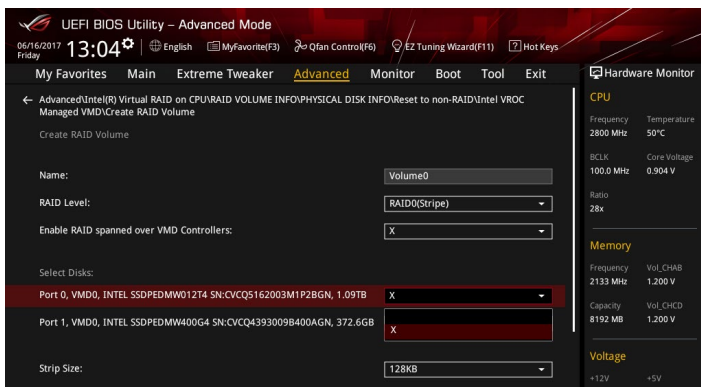 UEFI BIOS Utility – Advanced Mode
06/16/2017 Friday 13:04 English MyFavorite(F3) Qfan Control(F6) EZ Tuning Wizard(F11) ? Hot Keys
My Favorites Main Extreme Tweaker Advanced Monitor Boot Tool Exit
← Advanced\Intel(R) Virtual RAID on CPU\RAID VOLUME INFO\PHYSICAL DISK INFO\Reset to non-RAID\Intel VROC
Managed VMD\Create RAID Volume
Create RAID Volume
Name: Volume0
RAID Level: RAID0(Stripe)
Enable RAID spanned over VMD Controllers: X
Select Disks:
Port 0, VMD0, INTEL SSDPEDMW012T4 SN:CVCQ5162003M1P2BGN, 1.09TB X
Port 1, VMD0, INTEL SSDPEDMW400G4 SN:CVCQ4393009B400AGN, 372.6GB
X
Strip Size: 128KB
Hardware Monitor
CPU
Frequency Temperature
2800 MHz 50°C
BCLK Core Voltage
100.0 MHz 0.904 V
Ratio
28x
Memory
Frequency Vol_CHAB
2133 MHz 1.200 V
Capacity Vol_CHCD
8192 MB 1.200 V
Voltage
+12V +5V